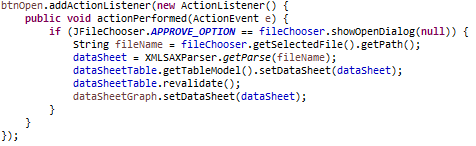 btnOpen.addActionListener(new ActionListener() {
public void actionPerformed(ActionEvent e) {
if (JFileChooser.APPROVE_OPTION == fileChooser.showOpenDialog(null)) {
String fileName = fileChooser.getSelectedFile().getPath();
dataSheet = XMLSAXParser.getParse(fileName);
dataSheetTable.getTableModel().setDataSheet(dataSheet);
dataSheetTable.revalidate();
dataSheetGraph.setDataSheet(dataSheet);
}
}
});